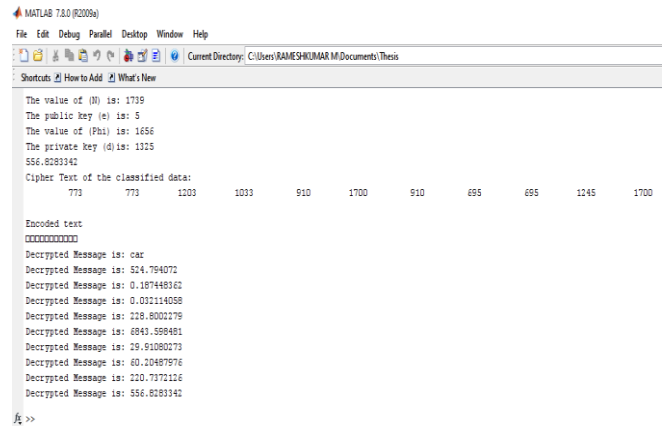 MATLAB 7.8.0 (R2009a)
File Edit Debug Parallel Desktop Window Help
Current Directory: C:\Users\RAMESHKUMAR M\Documents\Thesis
Shortcuts How to Add What's New
The value of (N) is: 1739
The public key (e) is: 5
The value of (Phi) is: 1656
The private key (d)is: 1325
556.8283342
Cipher Text of the classified data:
773 773 1203 1033 910 1700 910 695 695 1245 1700
Encoded text
▯▯▯▯▯▯▯▯▯▯▯
Decrypted Message is: car
Decrypted Message is: 524.794072
Decrypted Message is: 0.187448362
Decrypted Message is: 0.032114058
Decrypted Message is: 228.8002279
Decrypted Message is: 6843.598481
Decrypted Message is: 29.91080273
Decrypted Message is: 60.20487976
Decrypted Message is: 220.7372126
Decrypted Message is: 556.8283342
fx >>